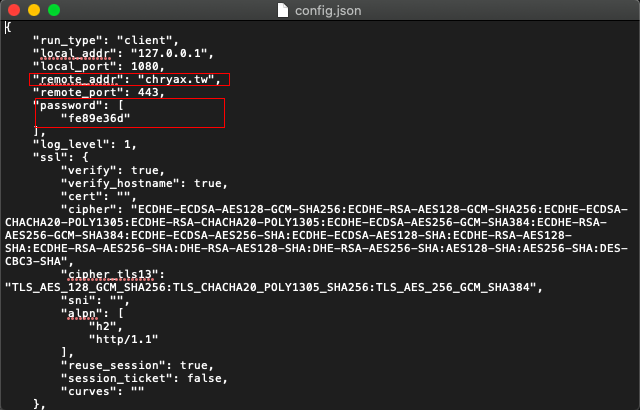 config.json
{
"run_type": "client",
"local_addr": "127.0.0.1",
"local_port": 1080,
"remote_addr": "chryax.tw",
"remote_port": 443,
"password": [
"fe89e36d"
],
"log_level": 1,
"ssl": {
"verify": true,
"verify_hostname": true,
"cert": "",
"cipher": "ECDHE-ECDSA-AES128-GCM-SHA256:ECDHE-RSA-AES128-GCM-SHA256:ECDHE-ECDSA-
CHACHA20-POLY1305:ECDHE-RSA-CHACHA20-POLY1305:ECDHE-ECDSA-AES256-GCM-SHA384:ECDHE-RSA-
AES256-GCM-SHA384:ECDHE-ECDSA-AES256-SHA:ECDHE-ECDSA-AES128-SHA:ECDHE-RSA-AES128-
SHA:ECDHE-RSA-AES256-SHA:DHE-RSA-AES128-SHA:DHE-RSA-AES256-SHA:AES128-SHA:AES256-SHA:DES-
CBC3-SHA",
"cipher_tls13":
"TLS_AES_128_GCM_SHA256:TLS_CHACHA20_POLY1305_SHA256:TLS_AES_256_GCM_SHA384",
"sni": "",
"alpn": [
"h2",
"http/1.1"
],
"reuse_session": true,
"session_ticket": false,
"curves": ""
},